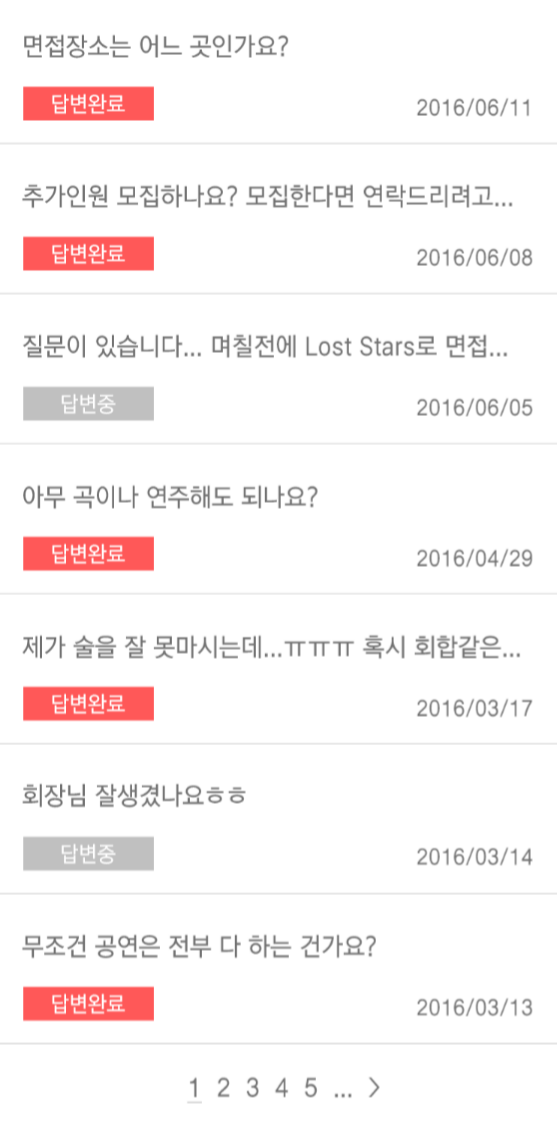 면접장소는 어느 곳인가요?
답변완료
2016/06/11
추가인원 모집하나요? 모집한다면 연락드리려고...
답변완료
2016/06/08
질문이 있습니다... 며칠전에 Lost Stars로 면접...
답변중
2016/06/05
아무 곡이나 연주해도 되나요?
답변완료
2016/04/29
제가 술을 잘 못마시는데...ㅠㅠㅠ 혹시 회합같은...
답변완료
2016/03/17
회장님 잘생겼나요ㅎㅎ
답변중
2016/03/14
무조건 공연은 전부 다 하는 건가요?
답변완료
2016/03/13
1 2 3 4 5 ... >